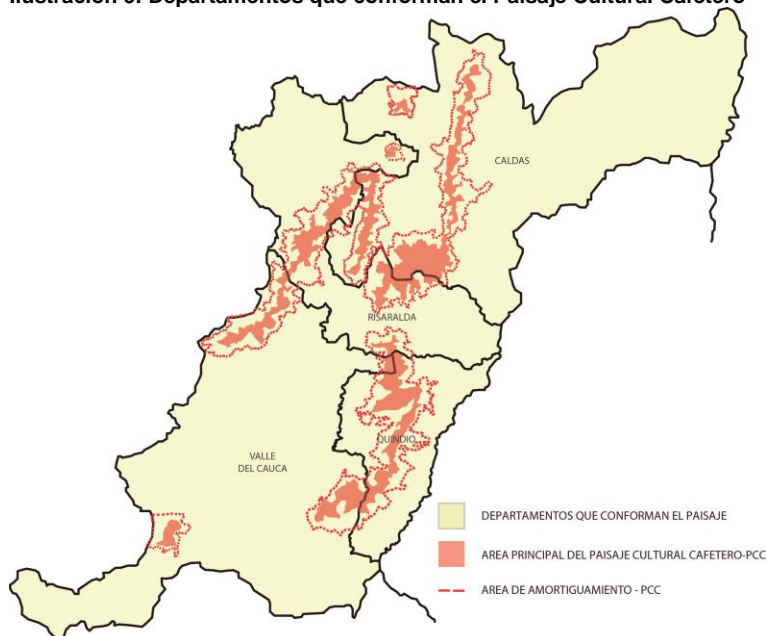 Ilustración 9: Departamentos que conforman el Paisaje Cultural Cafetero
CALDAS
RISARALDA
QUINDIO
VALLE
DEL CAUCA
DEPARTAMENTOS QUE CONFORMAN EL PAISAJE
AREA PRINCIPAL DEL PAISAJE CULTURAL CAFETERO-PCC
AREA DE AMORTIGUAMIENTO - PCC